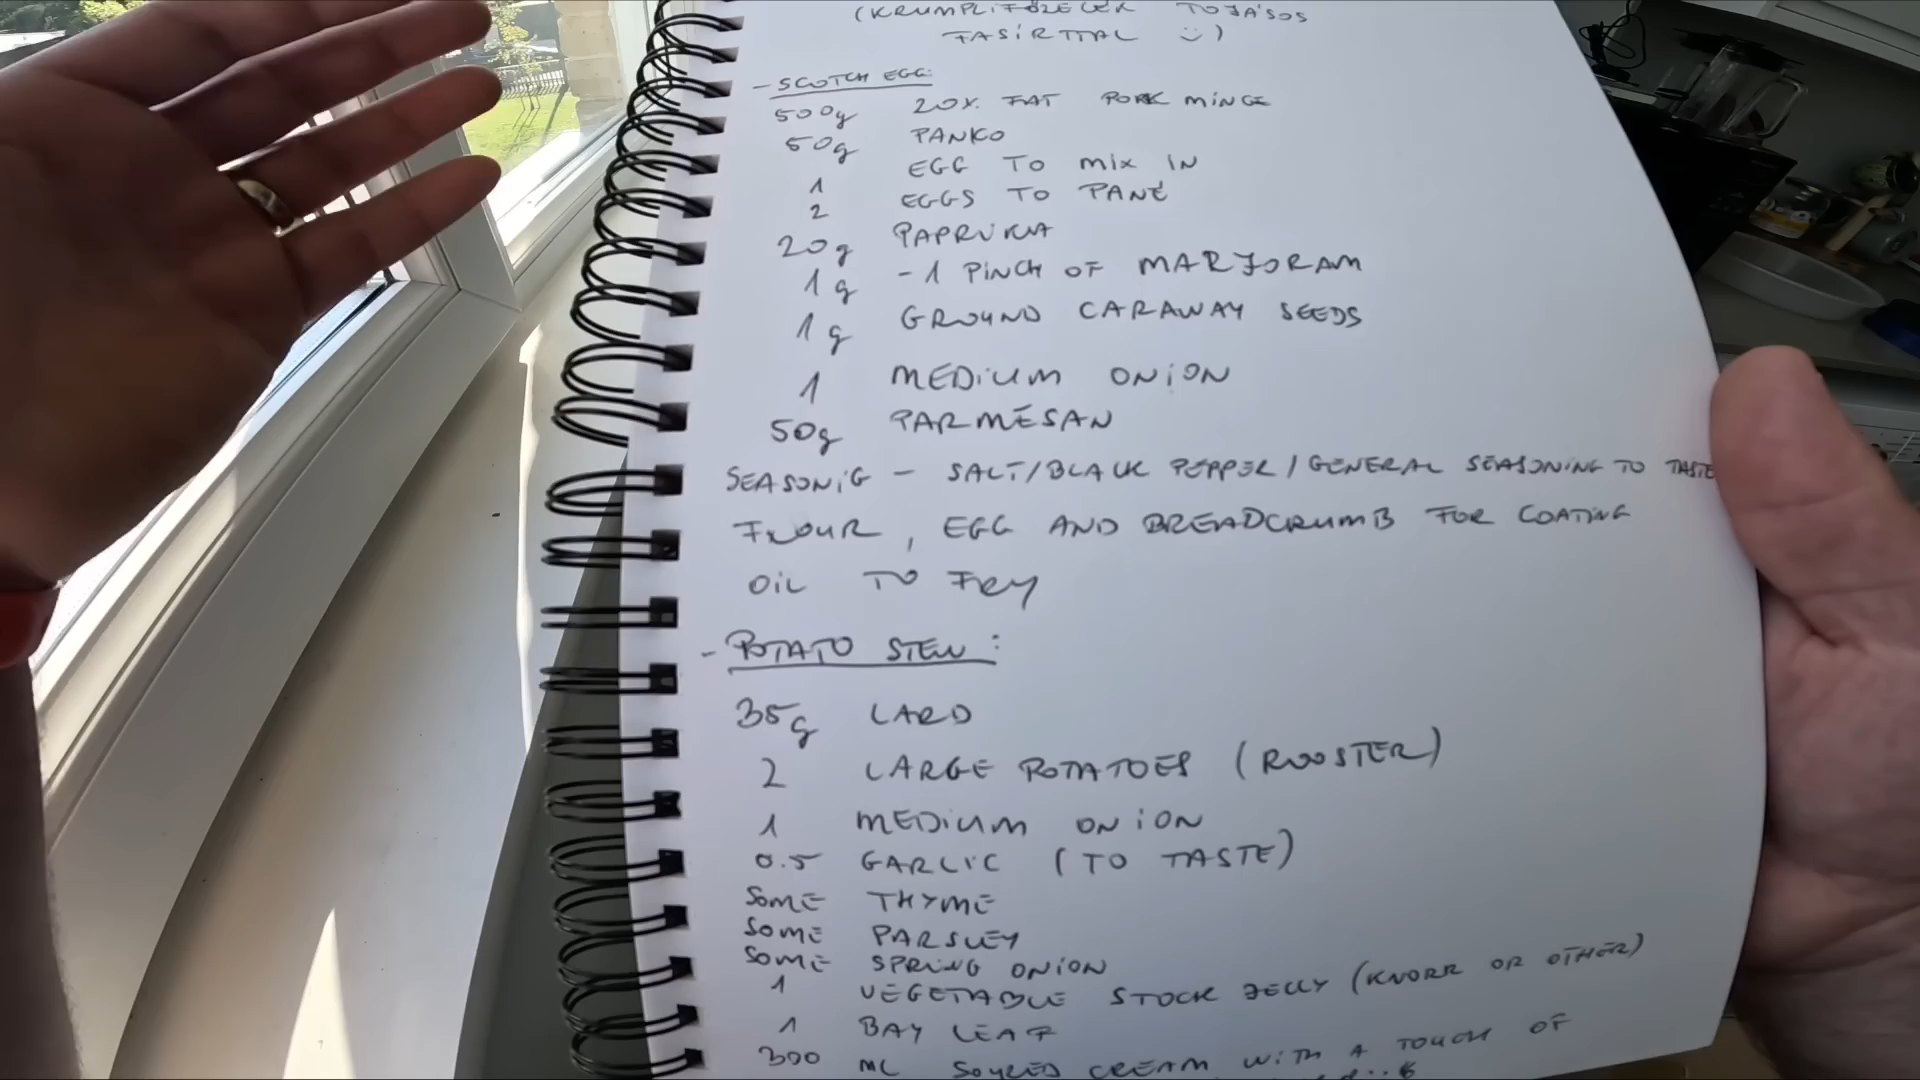 (KRUMPLIFŐZELÉK TOJÁSOS
FASÍRTTAL :))
- SCOTCH EGG:
500g 20% FAT PORK MINCE
50g PANKO
1 EGG TO MIX IN
2 EGGS TO PANÉ
20g PAPRIKA
1g - 1 PINCH OF MARJORAM
1g GROUND CARAWAY SEEDS
1 MEDIUM ONION
50g PARMESAN
SEASONIG - SALT/BLACK PEPPER/GENERAL SEASONING TO TASTE
FLOUR, EGG AND BREADCRUMB FOR COATING
OIL TO FRY
- POTATO STEW:
35g LARD
2 LARGE POTATOES (ROOSTER)
1 MEDIUM ONION
0.5 GARLIC (TO TASTE)
SOME THYME
SOME PARSLEY
SOME SPRING ONION
1 VEGETABLE STOCK JELLY (KNORR OR OTHER)
1 BAY LEAF
300 ML SOURED CREAM WITH A TOUCH OF